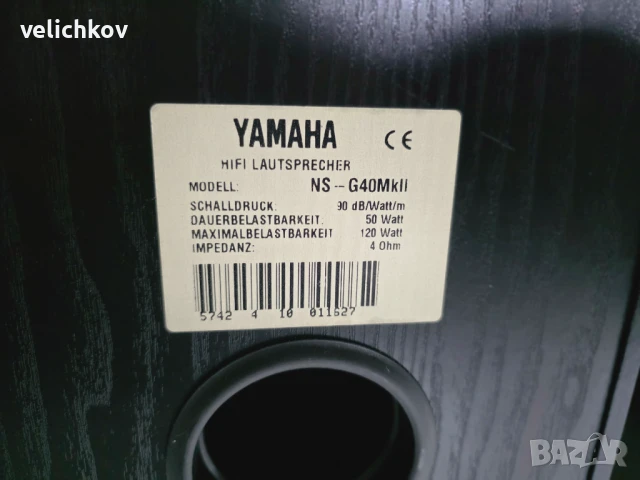 velichkov
YAMAHA CE
HIFI LAUTSPRECHER
MODELL: NS-G40MkII
SCHALLDRUCK: 90 dB/Watt/m
DAUERBELASTBARKEIT: 50 Watt
MAXIMALBELASTBARKEIT 120 Watt
IMPEDANZ: 4 Ohm
5742 4 10 011527
BAZAR